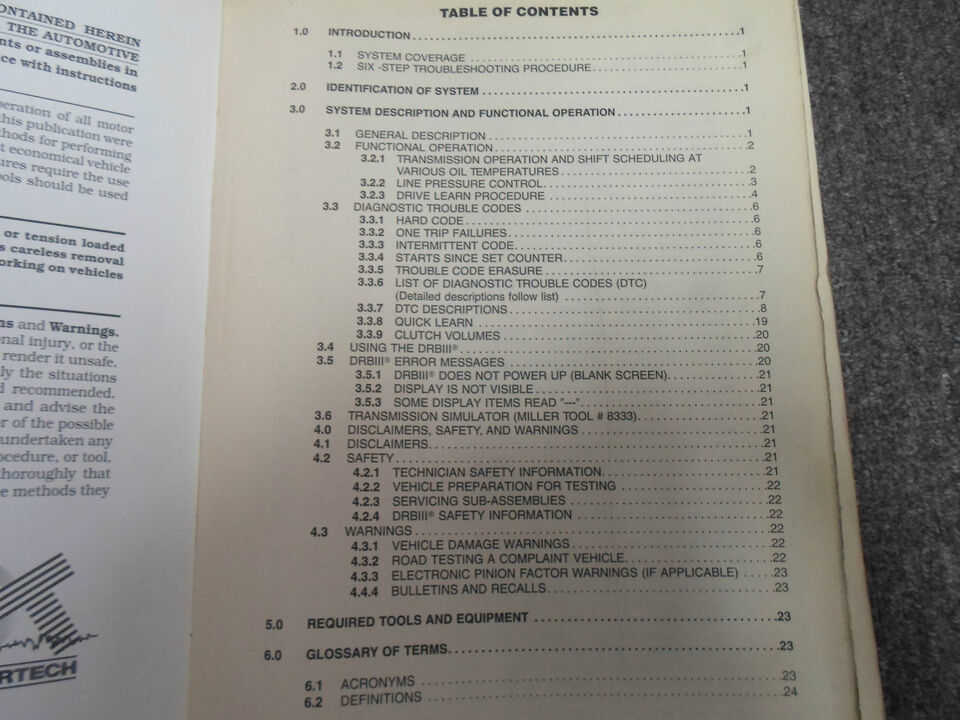 ONTAINED HEREIN
THE AUTOMOTIVE
nts or assemblies in
ce with instructions
peration of all motor
this publication were
thods for performing
t economical vehicle
ures require the use
ools should be used
or tension loaded
s careless removal
orking on vehicles
ns and Warnings.
onal injury, or the
render it unsafe.
ly the situations
d recommended.
and advise the
r of the possible
undertaken any
ocedure, or tool.
thoroughly that
e methods they
RTECH
TABLE OF CONTENTS
1.0 INTRODUCTION 1
1.1 SYSTEM COVERAGE 1
1.2 SIX -STEP TROUBLESHOOTING PROCEDURE 1
2.0 IDENTIFICATION OF SYSTEM 1
3.0 SYSTEM DESCRIPTION AND FUNCTIONAL OPERATION 1
3.1 GENERAL DESCRIPTION 1
3.2 FUNCTIONAL OPERATION 2
3.2.1 TRANSMISSION OPERATION AND SHIFT SCHEDULING AT
VARIOUS OIL TEMPERATURES 2
3.2.2 LINE PRESSURE CONTROL 3
3.2.3 DRIVE LEARN PROCEDURE 4
3.3 DIAGNOSTIC TROUBLE CODES 6
3.3.1 HARD CODE 6
3.3.2 ONE TRIP FAILURES 6
3.3.3 INTERMITTENT CODE 6
3.3.4 STARTS SINCE SET COUNTER 6
3.3.5 TROUBLE CODE ERASURE 7
3.3.6 LIST OF DIAGNOSTIC TROUBLE CODES (DTC)
(Detailed descriptions follow list) 7
3.3.7 DTC DESCRIPTIONS 8
3.3.8 QUICK LEARN 19
3.3.9 CLUTCH VOLUMES 20
3.4 USING THE DRBIII® 20
3.5 DRBIII® ERROR MESSAGES 20
3.5.1 DRBIII® DOES NOT POWER UP (BLANK SCREEN) 21
3.5.2 DISPLAY IS NOT VISIBLE 21
3.5.3 SOME DISPLAY ITEMS READ "---" 21
3.6 TRANSMISSION SIMULATOR (MILLER TOOL # 8333) 21
4.0 DISCLAIMERS, SAFETY, AND WARNINGS 21
4.1 DISCLAIMERS 21
4.2 SAFETY 21
4.2.1 TECHNICIAN SAFETY INFORMATION 21
4.2.2 VEHICLE PREPARATION FOR TESTING 22
4.2.3 SERVICING SUB-ASSEMBLIES 22
4.2.4 DRBIII® SAFETY INFORMATION 22
4.3 WARNINGS 22
4.3.1 VEHICLE DAMAGE WARNINGS 22
4.3.2 ROAD TESTING A COMPLAINT VEHICLE 22
4.3.3 ELECTRONIC PINION FACTOR WARNINGS (IF APPLICABLE) 23
4.4.4 BULLETINS AND RECALLS 23
5.0 REQUIRED TOOLS AND EQUIPMENT 23
6.0 GLOSSARY OF TERMS 23
6.1 ACRONYMS 23
6.2 DEFINITIONS 24